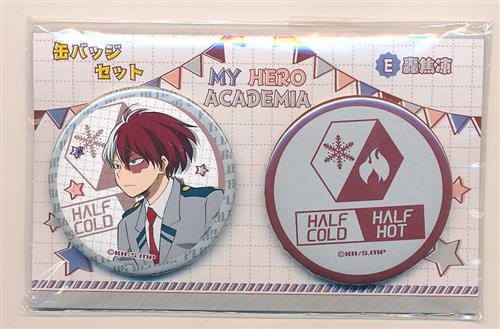 缶バッジ
セット
MY HERO
ACADEMIA
E 轟焦凍
HALF
COLD
©KH/S,MP
HALF
COLD
HALF
HOT
©KH/S,MP